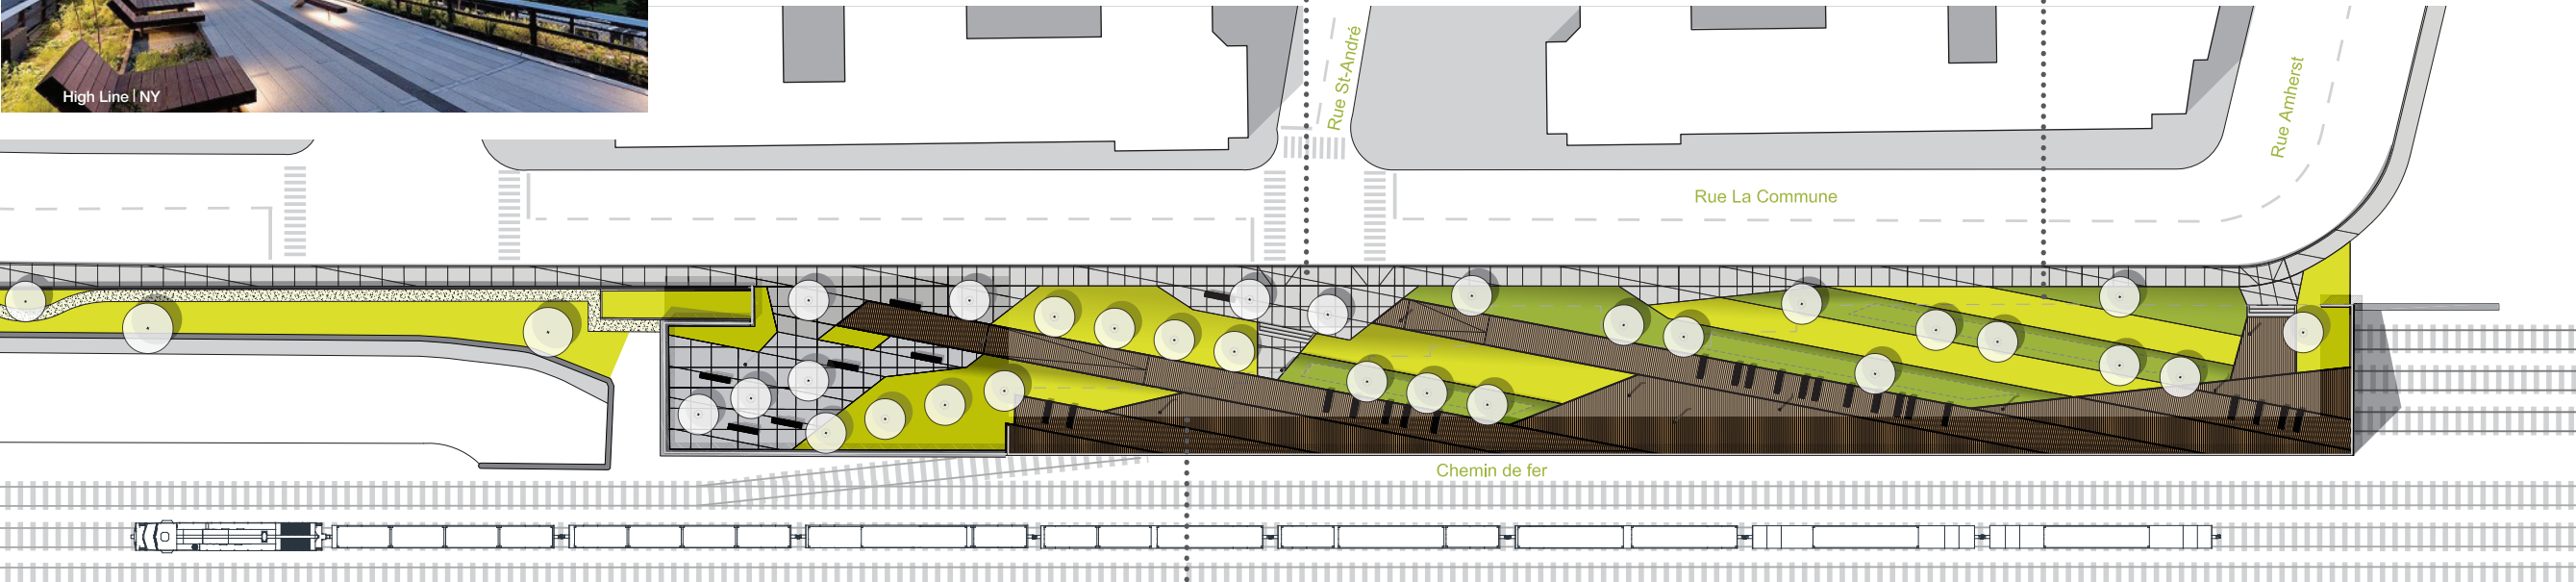 High Line | NY
Rue St-André
Rue Amherst
Rue La Commune
Chemin de fer